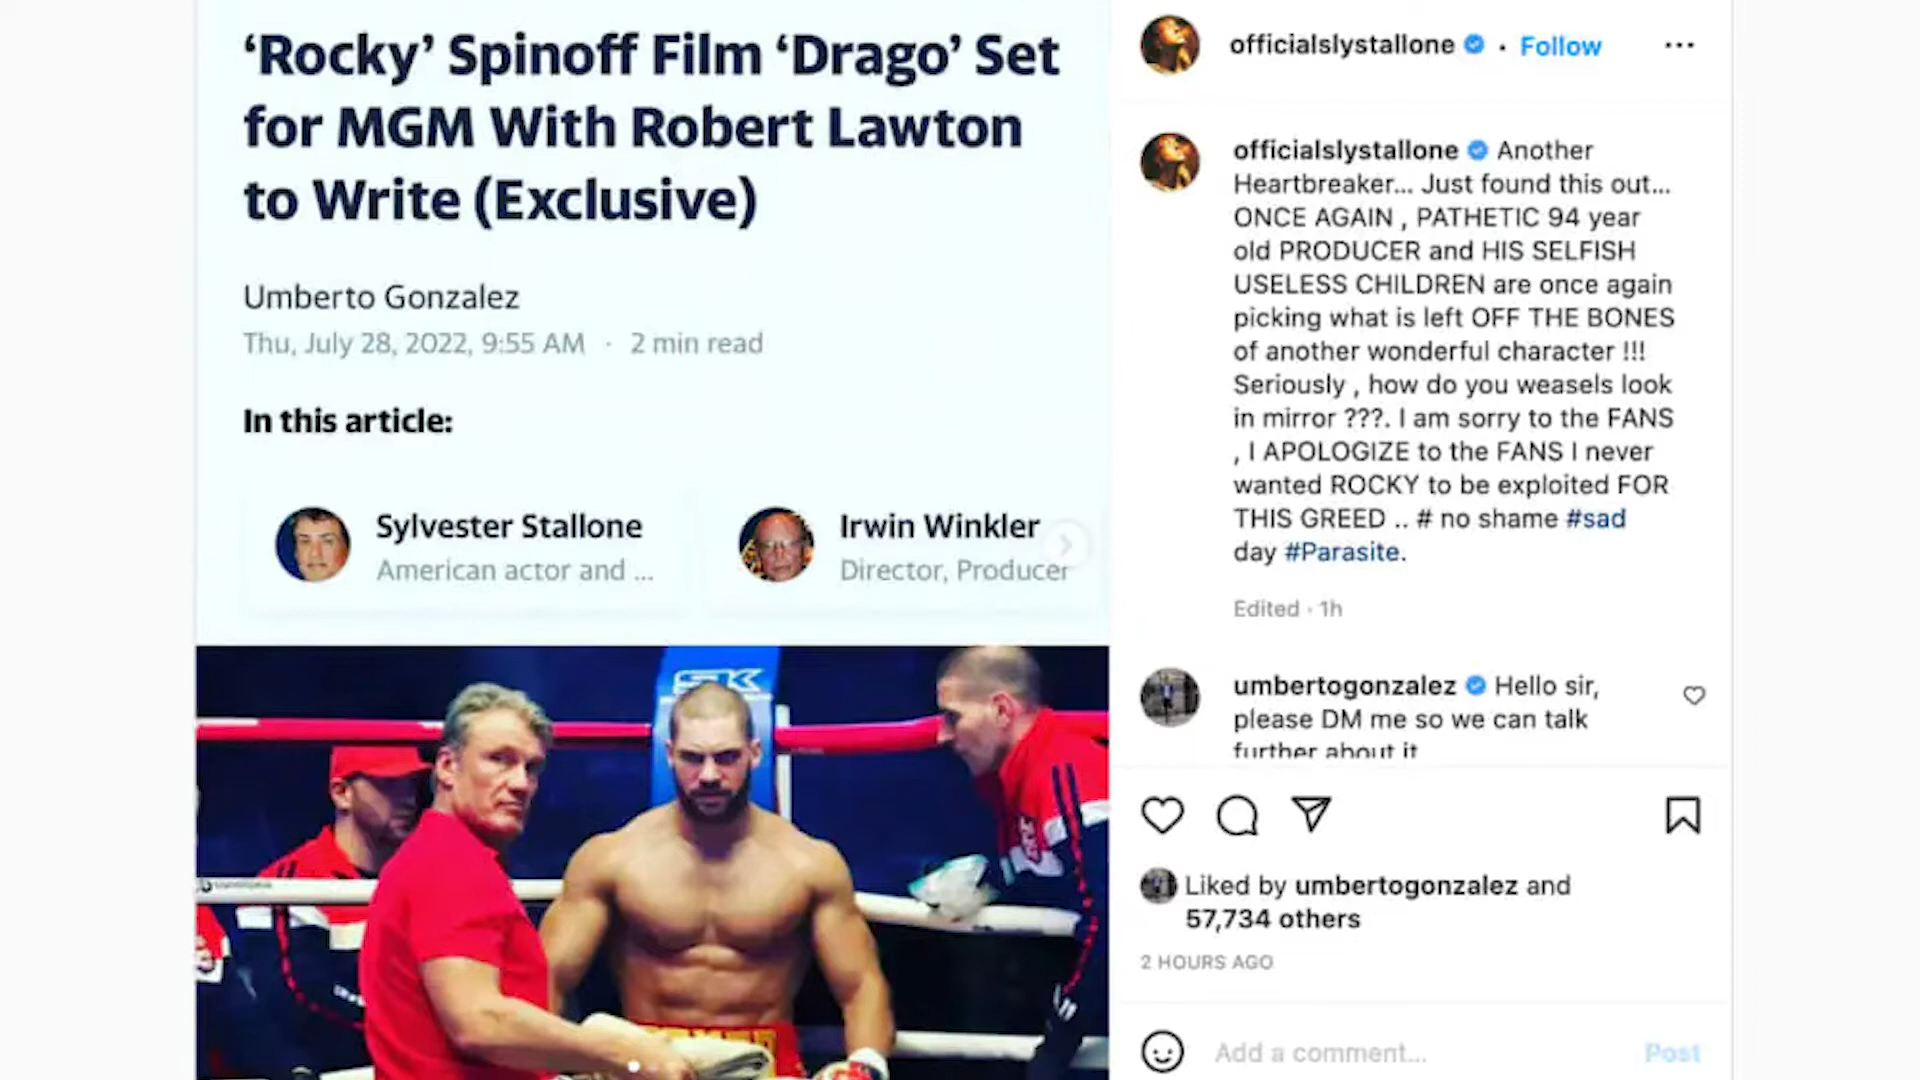 ‘Rocky’ Spinoff Film ‘Drago’ Set
for MGM With Robert Lawton
to Write (Exclusive)
Umberto Gonzalez
Thu, July 28, 2022, 9:55 AM · 2 min read
In this article:
Sylvester Stallone
American actor and ...
Irwin Winkler
Director, Producer
SK
officialslystallone · Follow
officialslystallone Another
Heartbreaker... Just found this out...
ONCE AGAIN , PATHETIC 94 year
old PRODUCER and HIS SELFISH
USELESS CHILDREN are once again
picking what is left OFF THE BONES
of another wonderful character !!!
Seriously , how do you weasels look
in mirror ???. I am sorry to the FANS
, I APOLOGIZE to the FANS I never
wanted ROCKY to be exploited FOR
THIS GREED .. # no shame #sad
day #Parasite.
Edited · 1h
umbertogonzalez Hello sir,
please DM me so we can talk
further about it
Liked by umbertogonzalez and
57,734 others
2 HOURS AGO
Add a comment...
Post